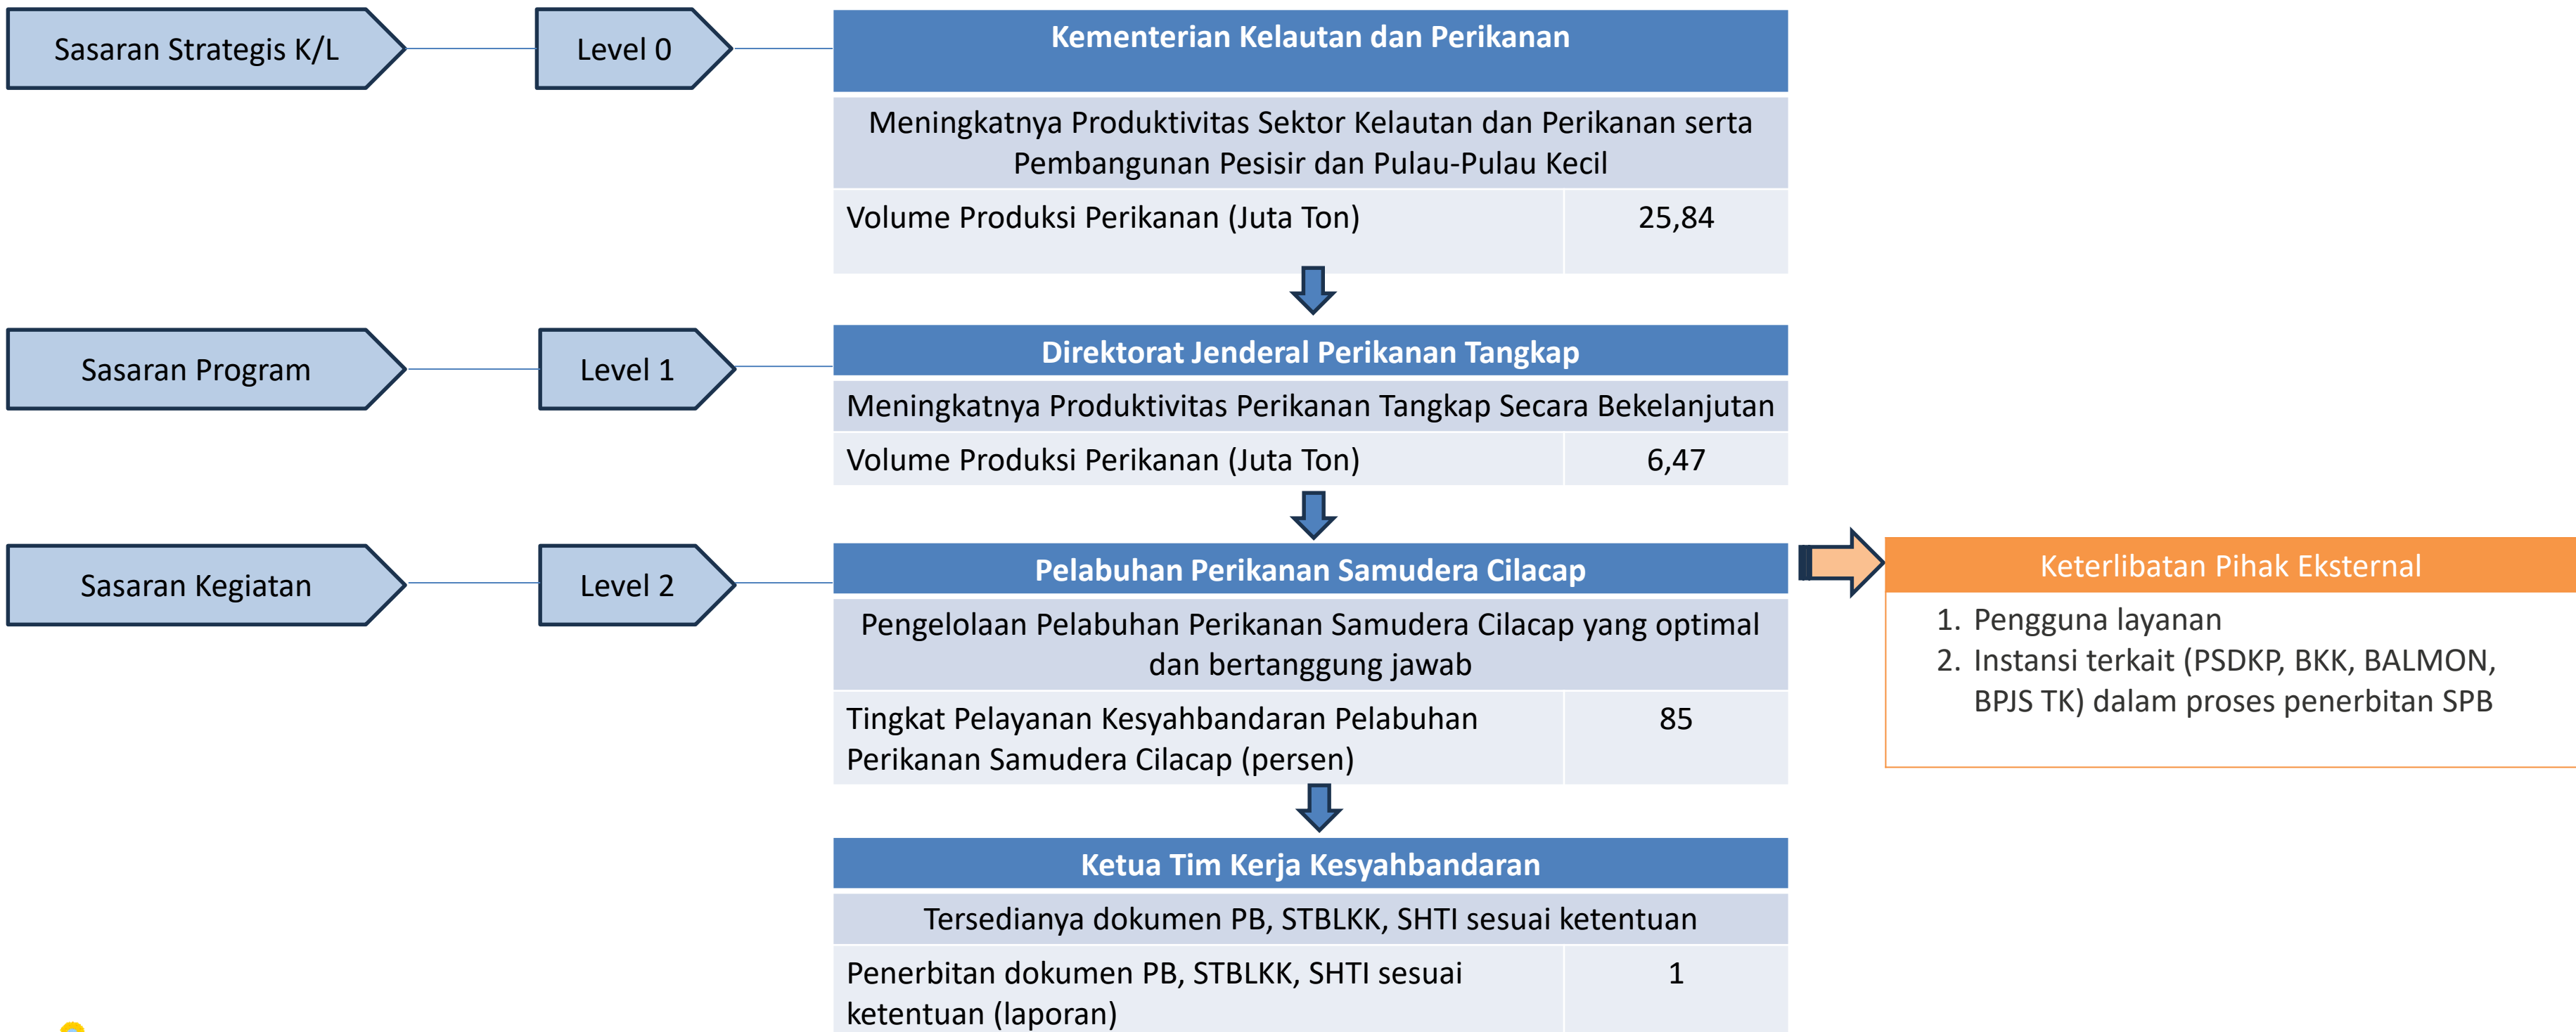 Sasaran Strategis K/L
Level 0
Kementerian Kelautan dan Perikanan
Meningkatnya Produktivitas Sektor Kelautan dan Perikanan serta
Pembangunan Pesisir dan Pulau-Pulau Kecil
Volume Produksi Perikanan (Juta Ton)
25,84
Sasaran Program
Level 1
Direktorat Jenderal Perikanan Tangkap
Meningkatnya Produktivitas Perikanan Tangkap Secara Bekelanjutan
Volume Produksi Perikanan (Juta Ton)
6,47
Sasaran Kegiatan
Level 2
Pelabuhan Perikanan Samudera Cilacap
Pengelolaan Pelabuhan Perikanan Samudera Cilacap yang optimal
dan bertanggung jawab
Tingkat Pelayanan Kesyahbandaran Pelabuhan
Perikanan Samudera Cilacap (persen)
85
Keterlibatan Pihak Eksternal
1. Pengguna layanan
2. Instansi terkait (PSDKP, BKK, BALMON,
BPJS TK) dalam proses penerbitan SPB
Ketua Tim Kerja Kesyahbandaran
Tersedianya dokumen PB, STBLKK, SHTI sesuai ketentuan
Penerbitan dokumen PB, STBLKK, SHTI sesuai
ketentuan (laporan)
1